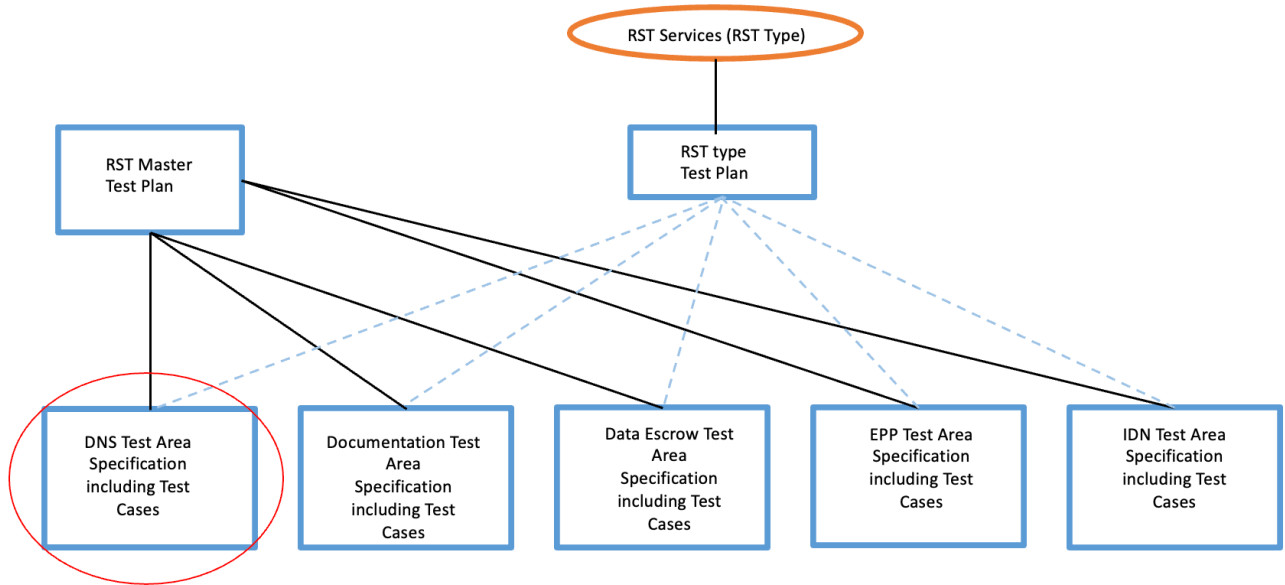 RST Services (RST Type)
RST Master
Test Plan
RST type
Test Plan
DNS Test Area
Specification
including Test
Cases
Documentation Test
Area
Specification
including Test
Cases
Data Escrow Test
Area
Specification
including Test
Cases
EPP Test Area
Specification
including Test
Cases
IDN Test Area
Specification
including Test
Cases